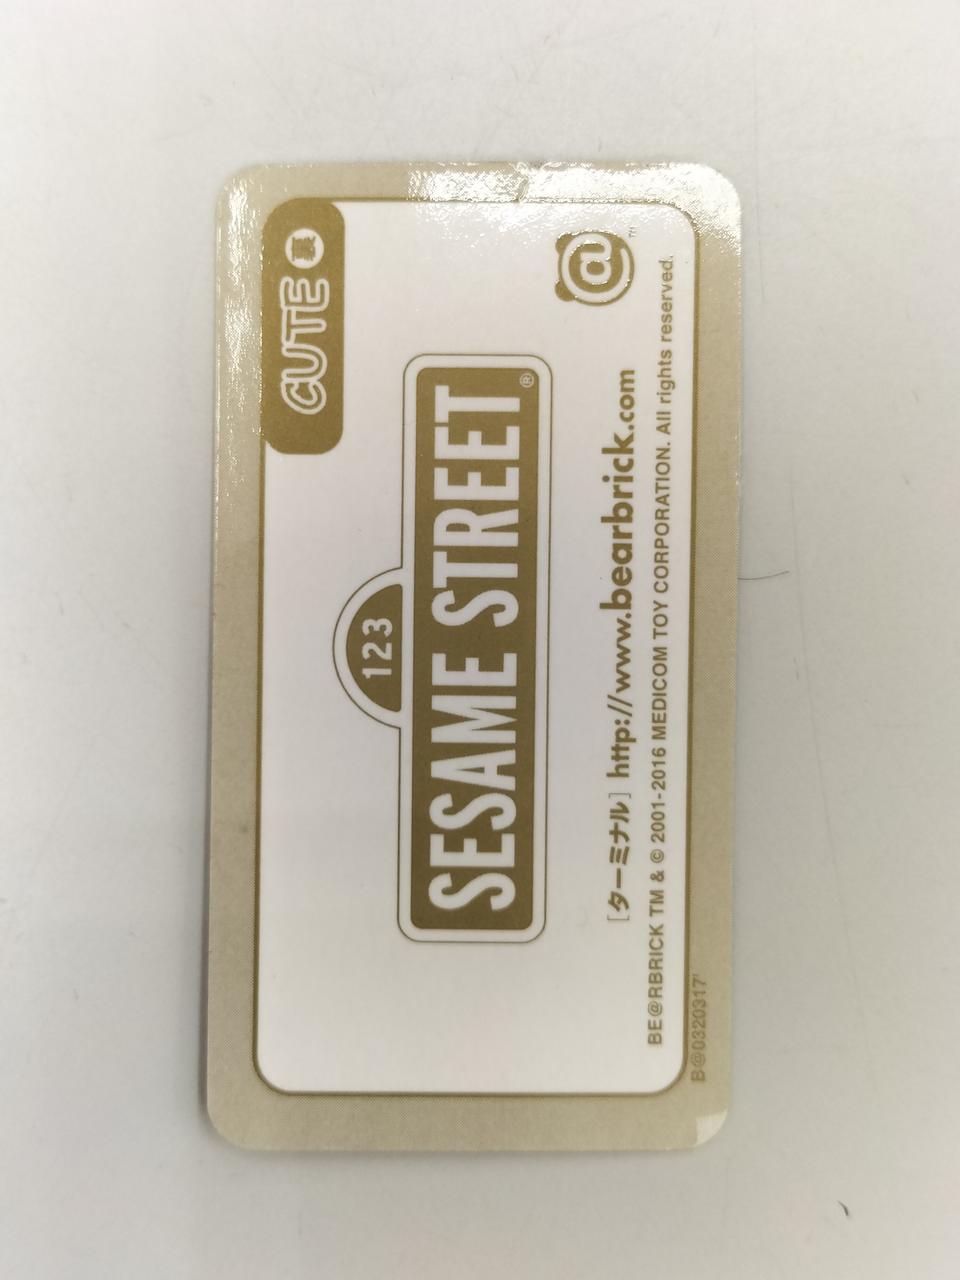 CUTE 裏
123
SESAME STREET®
@™
[ターミナル] http://www.bearbrick.com
BE@RBRICK TM & © 2001-2016 MEDICOM TOY CORPORATION. All rights reserved.
B@0320317'